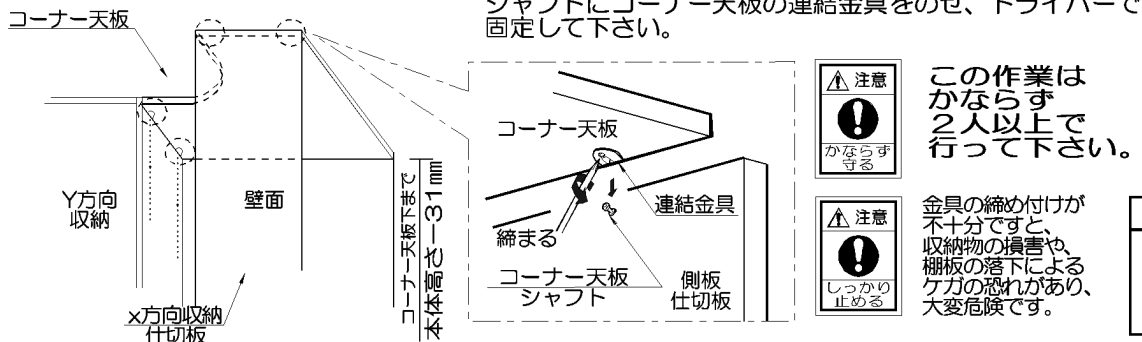 シャフトにコーナー天板の連結金具をのせ、ドライバーで
固定して下さい。
コーナー天板
Y方向
収納
壁面
x方向収納
仕切板
コーナー天板下まで
本体高さ－31mm
コーナー天板
連結金具
締まる
コーナー天板
シャフト
側板
仕切板
注意
かならず
守る
この作業は
かならず
2人以上で
行って下さい。
注意
しっかり
止める
金具の締め付けが
不十分ですと、
収納物の損害や、
棚板の落下による
ケガの恐れがあり、
大変危険です。